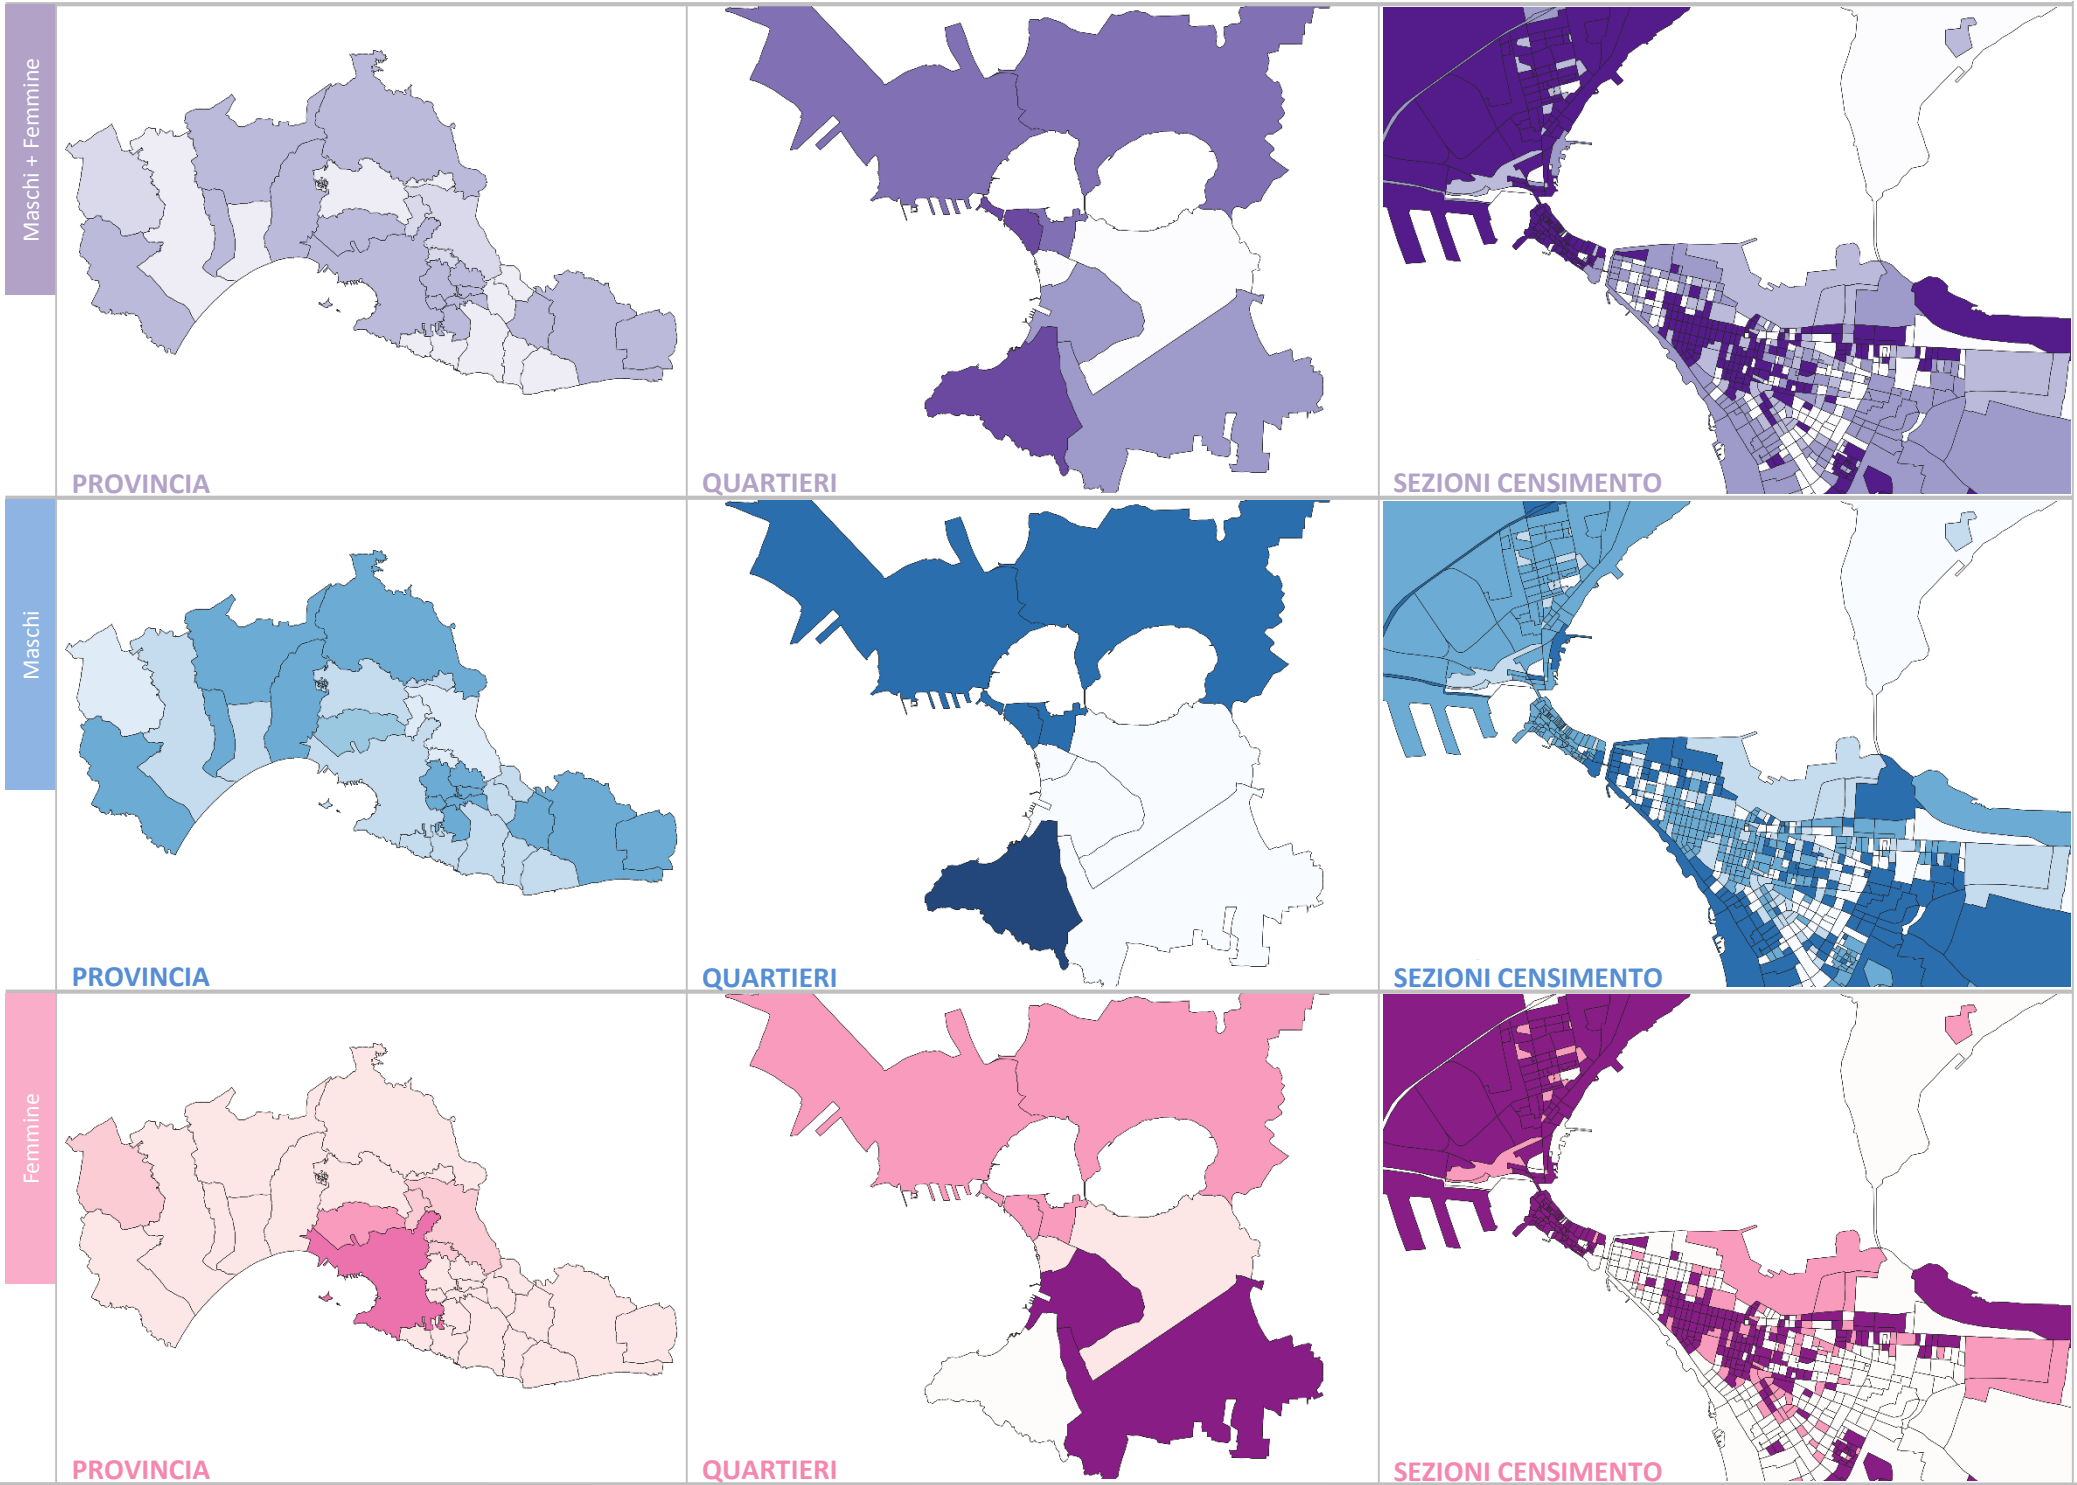 Maschi + Femmine
PROVINCIA
QUARTIERI
SEZIONI CENSIMENTO
Maschi
PROVINCIA
QUARTIERI
SEZIONI CENSIMENTO
Femmine
PROVINCIA
QUARTIERI
SEZIONI CENSIMENTO